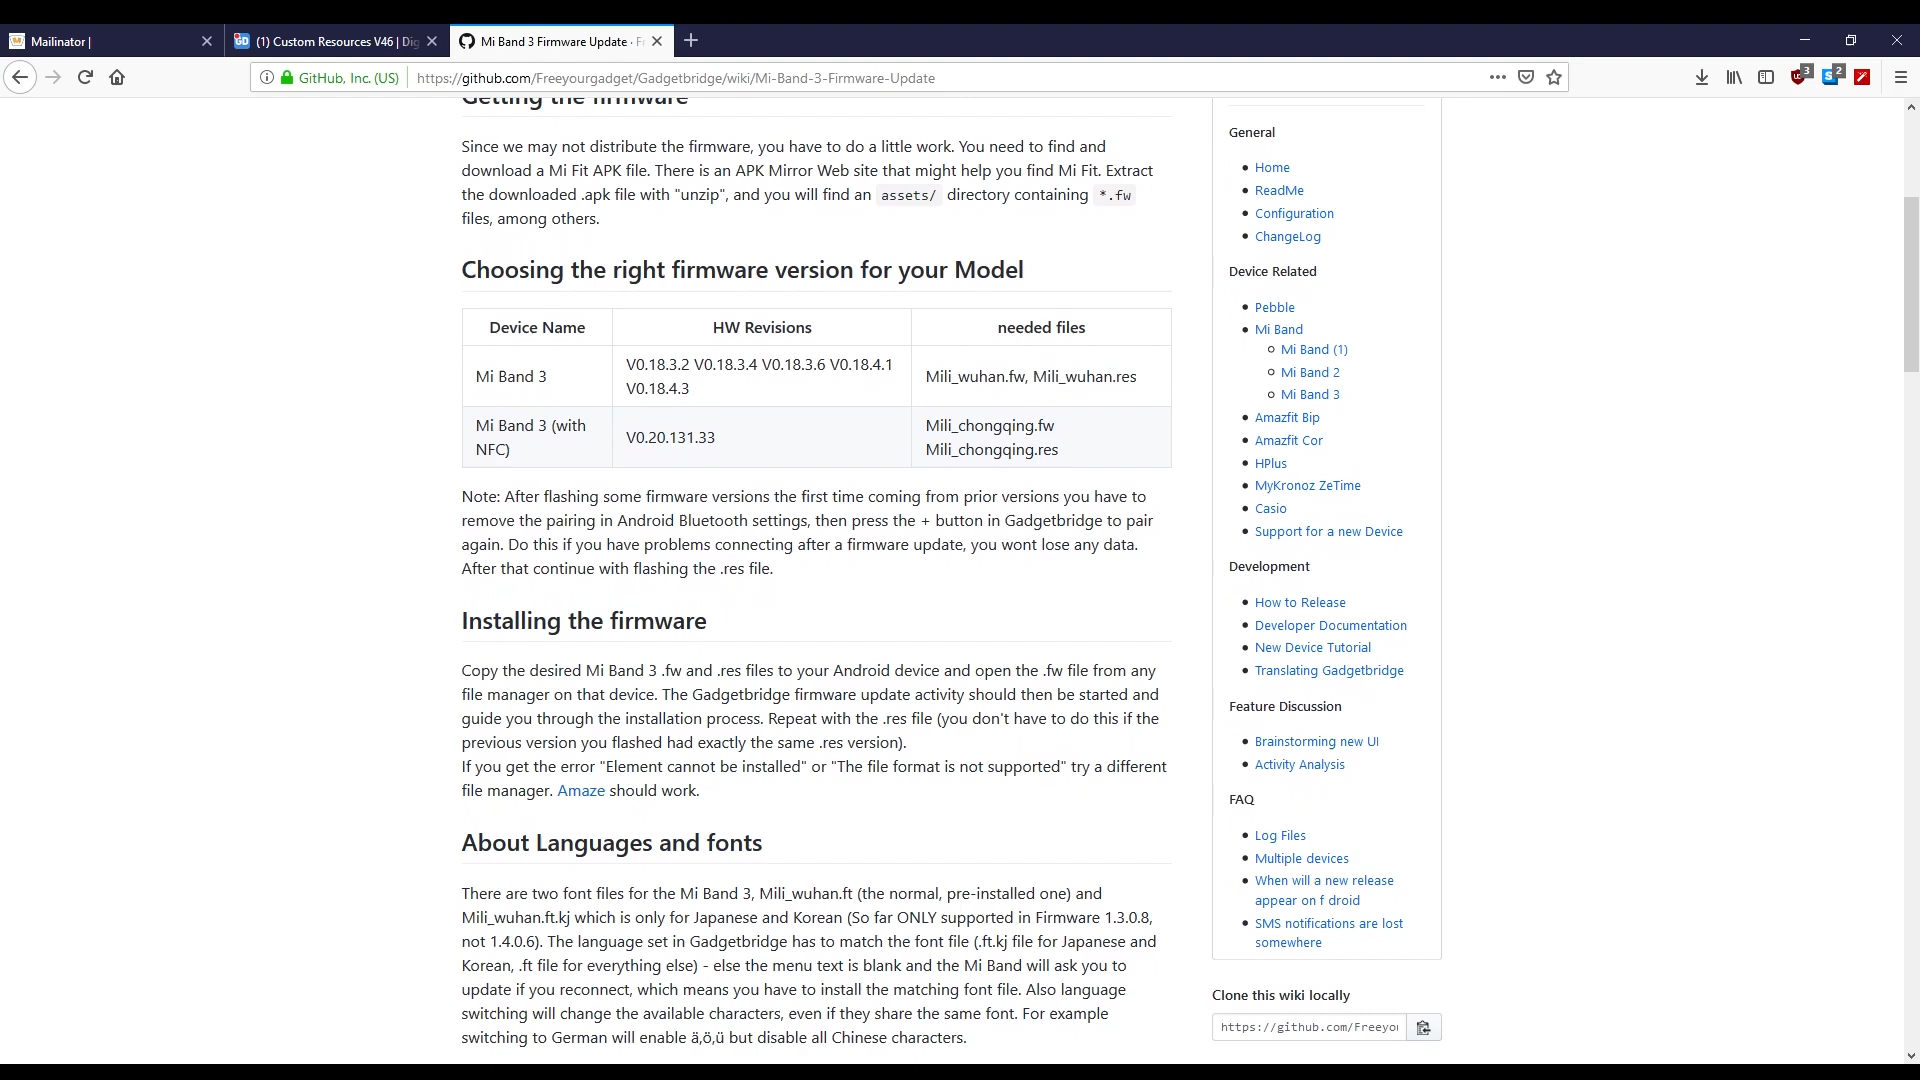 Mailinator |
(1) Custom Resources V46 | Dig
Mi Band 3 Firmware Update · F
GitHub, Inc. (US)
https://github.com/Freeyourgadget/Gadgetbridge/wiki/Mi-Band-3-Firmware-Update
3
2
Getting the firmware
Since we may not distribute the firmware, you have to do a little work. You need to find and
download a Mi Fit APK file. There is an APK Mirror Web site that might help you find Mi Fit. Extract
the downloaded .apk file with "unzip", and you will find an assets/ directory containing *.fw
files, among others.
Choosing the right firmware version for your Model
Device Name HW Revisions needed files
Mi Band 3
V0.18.3.2 V0.18.3.4 V0.18.3.6 V0.18.4.1
V0.18.4.3
Mili_wuhan.fw, Mili_wuhan.res
Mi Band 3 (with
NFC)
V0.20.131.33
Mili_chongqing.fw
Mili_chongqing.res
Note: After flashing some firmware versions the first time coming from prior versions you have to
remove the pairing in Android Bluetooth settings, then press the + button in Gadgetbridge to pair
again. Do this if you have problems connecting after a firmware update, you wont lose any data.
After that continue with flashing the .res file.
Installing the firmware
Copy the desired Mi Band 3 .fw and .res files to your Android device and open the .fw file from any
file manager on that device. The Gadgetbridge firmware update activity should then be started and
guide you through the installation process. Repeat with the .res file (you don't have to do this if the
previous version you flashed had exactly the same .res version).
If you get the error "Element cannot be installed" or "The file format is not supported" try a different
file manager. Amaze should work.
About Languages and fonts
There are two font files for the Mi Band 3, Mili_wuhan.ft (the normal, pre-installed one) and
Mili_wuhan.ft.kj which is only for Japanese and Korean (So far ONLY supported in Firmware 1.3.0.8,
not 1.4.0.6). The language set in Gadgetbridge has to match the font file (.ft.kj file for Japanese and
Korean, .ft file for everything else) - else the menu text is blank and the Mi Band will ask you to
update if you reconnect, which means you have to install the matching font file. Also language
switching will change the available characters, even if they share the same font. For example
switching to German will enable ä,ö,ü but disable all Chinese characters.
General
Home
ReadMe
Configuration
ChangeLog
Device Related
Pebble
Mi Band
Mi Band (1)
Mi Band 2
Mi Band 3
Amazfit Bip
Amazfit Cor
HPlus
MyKronoz ZeTime
Casio
Support for a new Device
Development
How to Release
Developer Documentation
New Device Tutorial
Translating Gadgetbridge
Feature Discussion
Brainstorming new UI
Activity Analysis
FAQ
Log Files
Multiple devices
When will a new release
appear on f droid
SMS notifications are lost
somewhere
Clone this wiki locally
https://github.com/Freeyou